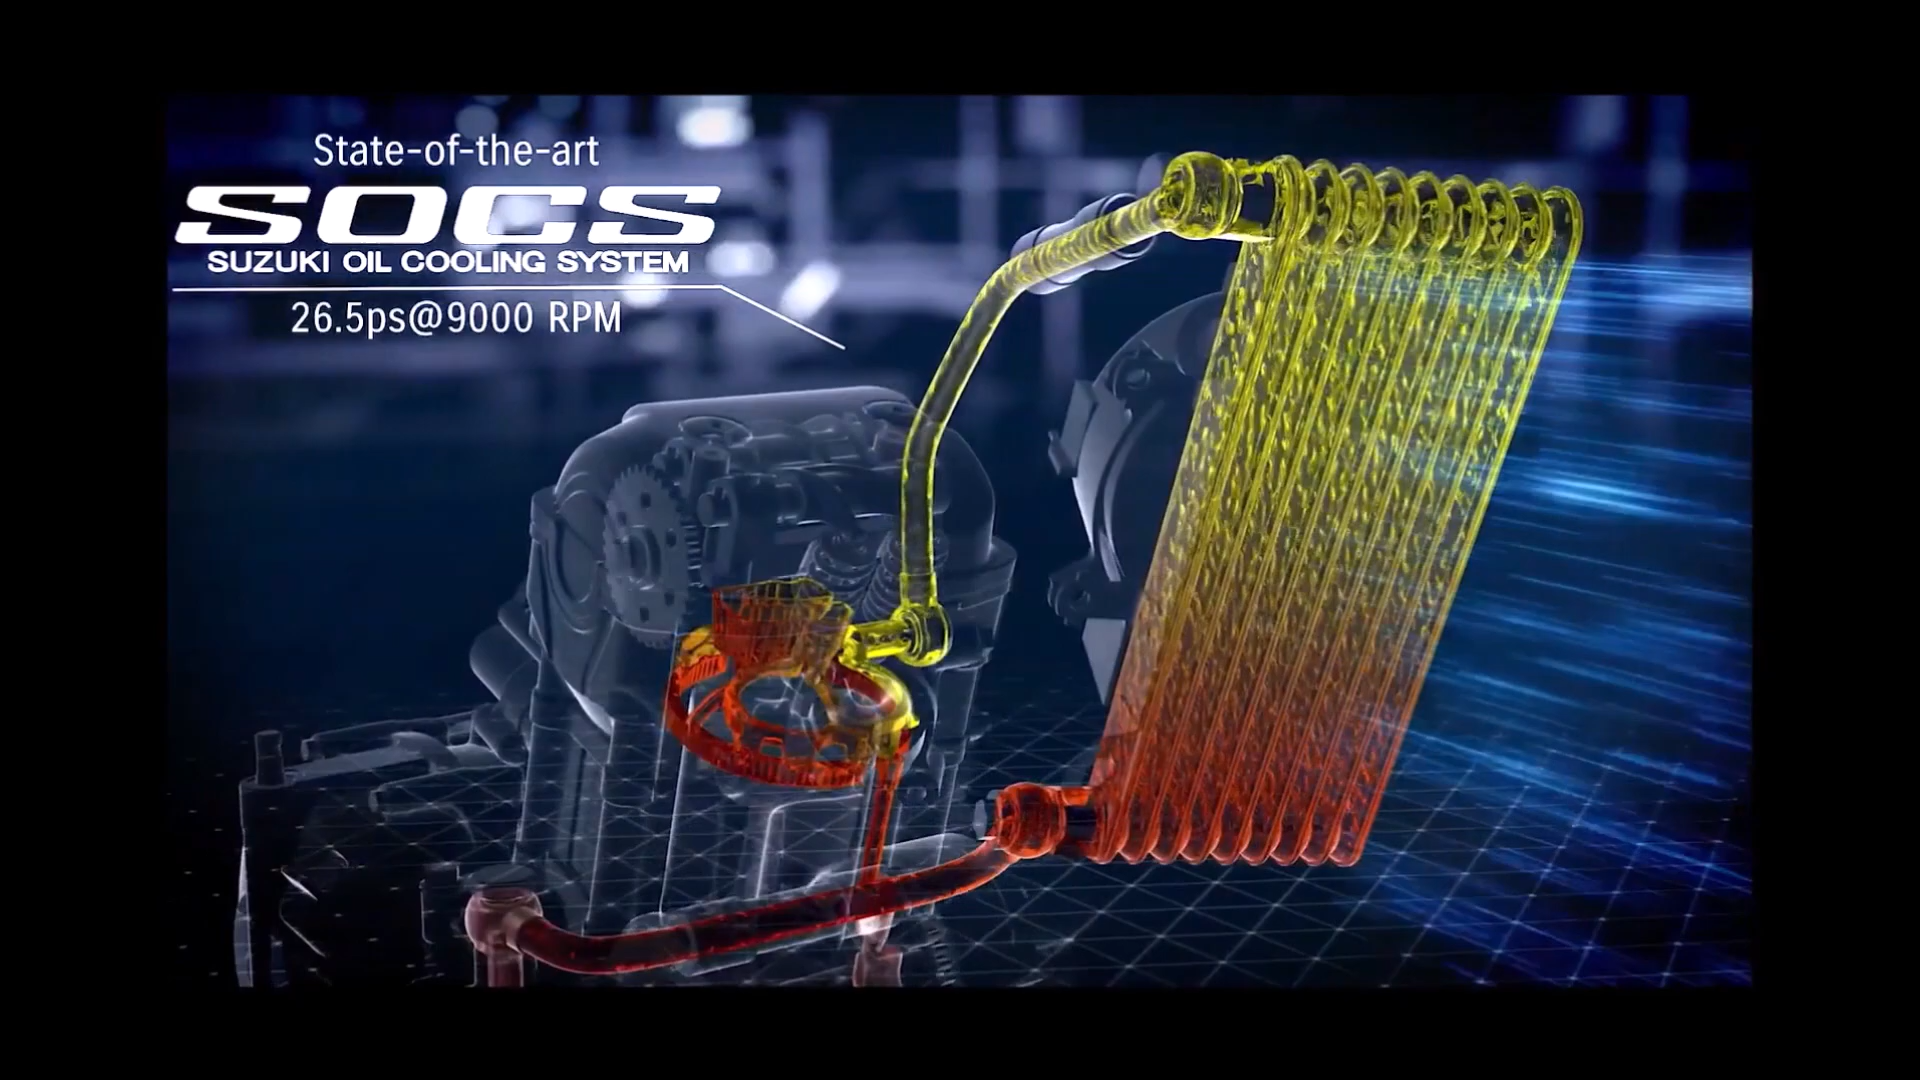 State-of-the-art
SOCS
SUZUKI OIL COOLING SYSTEM
26.5ps@9000 RPM